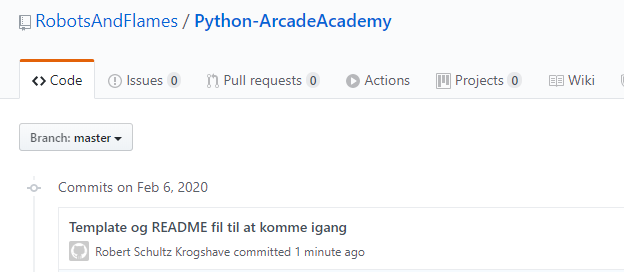 RobotsAndFlames / Python-ArcadeAcademy
<> Code Issues 0 Pull requests 0 Actions Projects 0 Wiki
Branch: master
Commits on Feb 6, 2020
Template og README fil til at komme igang
Robert Schultz Krogshave committed 1 minute ago